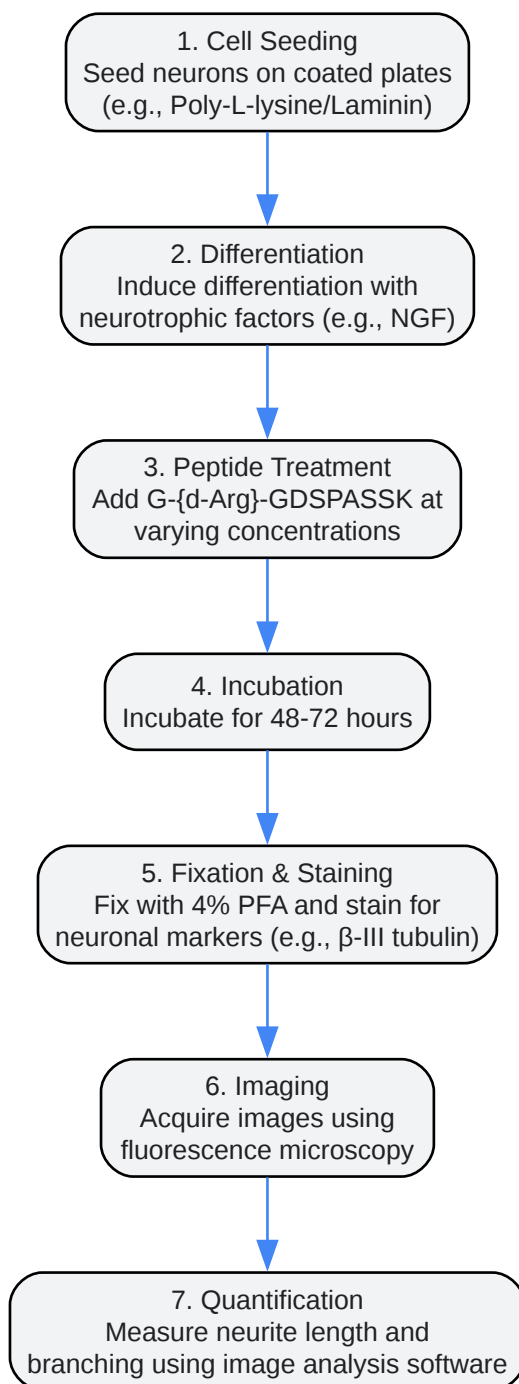 1. Cell Seeding
Seed neurons on coated plates
(e.g., Poly-L-lysine/Laminin)
2. Differentiation
Induce differentiation with
neurotrophic factors (e.g., NGF)
3. Peptide Treatment
Add G-{d-Arg}-GDSPASSK at
varying concentrations
4. Incubation
Incubate for 48-72 hours
5. Fixation & Staining
Fix with 4% PFA and stain for
neuronal markers (e.g., β-III tubulin)
6. Imaging
Acquire images using
fluorescence microscopy
7. Quantification
Measure neurite length and
branching using image analysis software